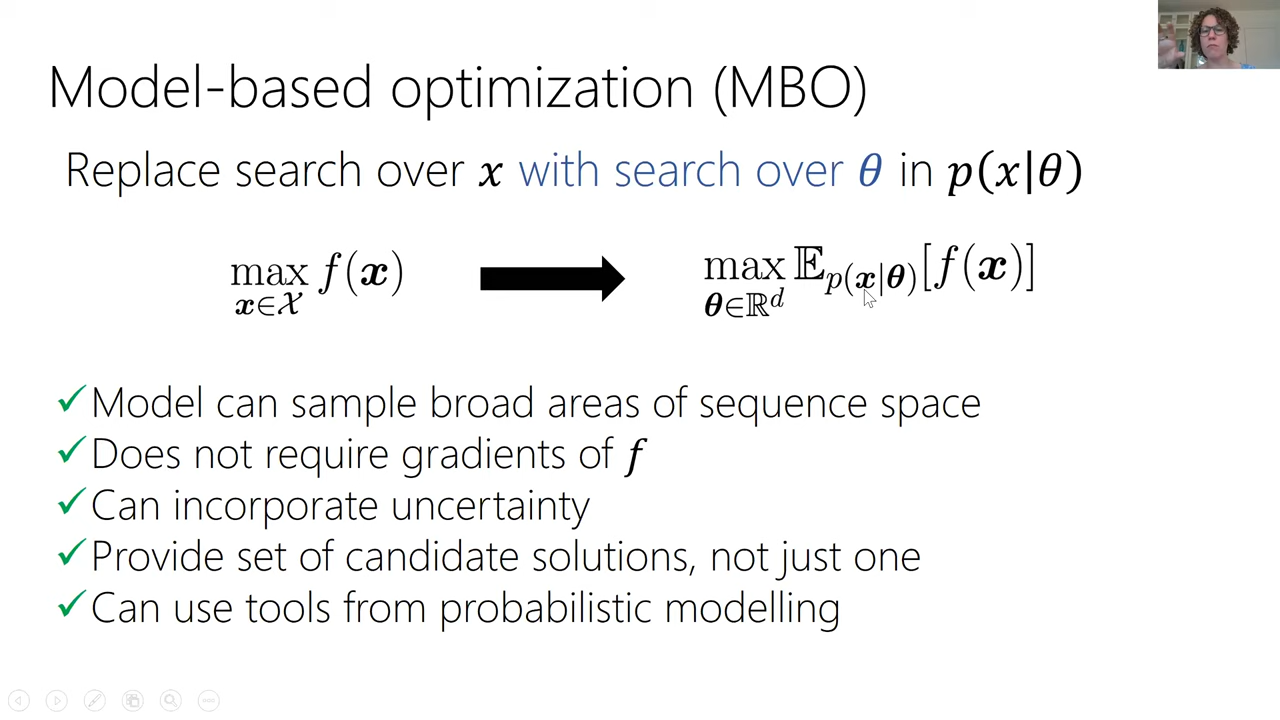 Model-based optimization (MBO)
Replace search over x with search over θ in p(x|θ)
max f(x) max 𝔼p(x|θ)[f(x)]
x∈𝒳 θ∈ℝᵈ
✓Model can sample broad areas of sequence space
✓Does not require gradients of f
✓Can incorporate uncertainty
✓Provide set of candidate solutions, not just one
✓Can use tools from probabilistic modelling